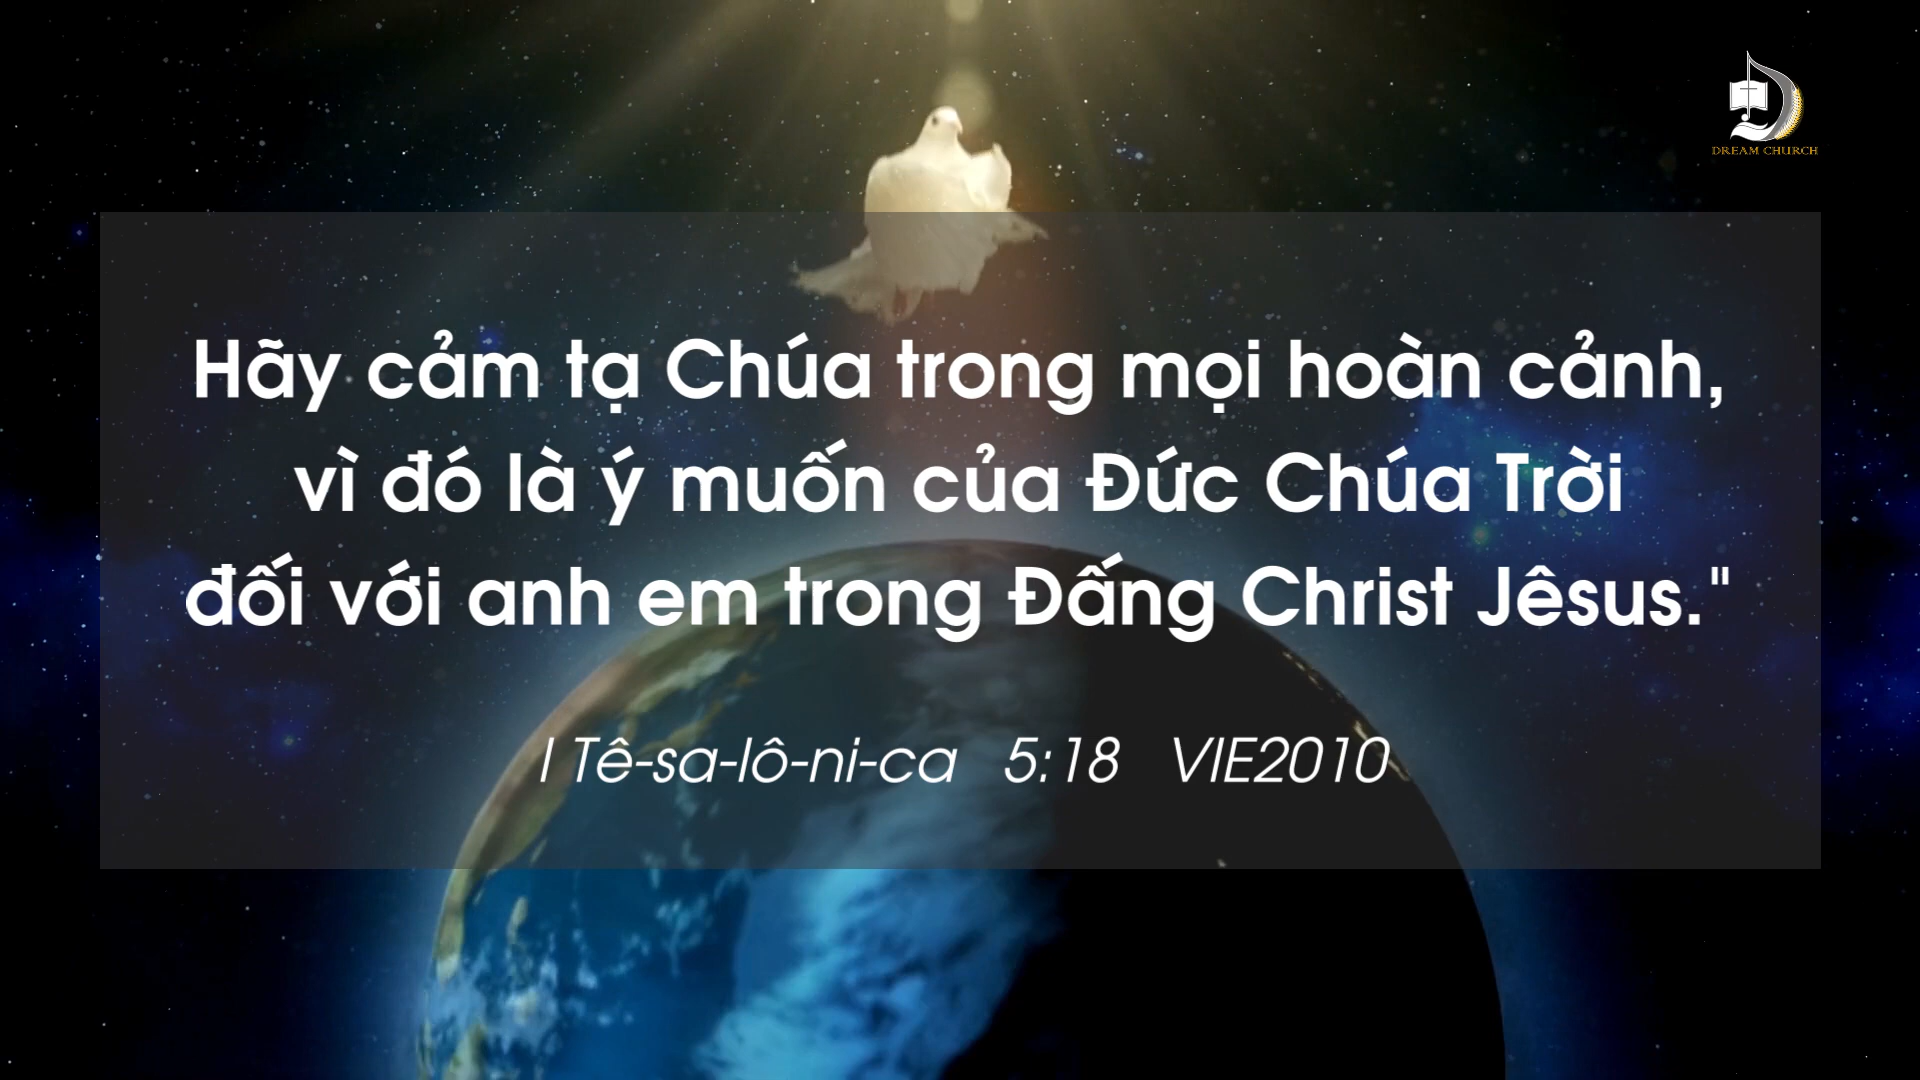 DREAM CHURCH
Hãy cảm tạ Chúa trong mọi hoàn cảnh,
vì đó là ý muốn của Đức Chúa Trời
đối với anh em trong Đấng Christ Jêsus."
I Tê-sa-lô-ni-ca 5:18 VIE2010